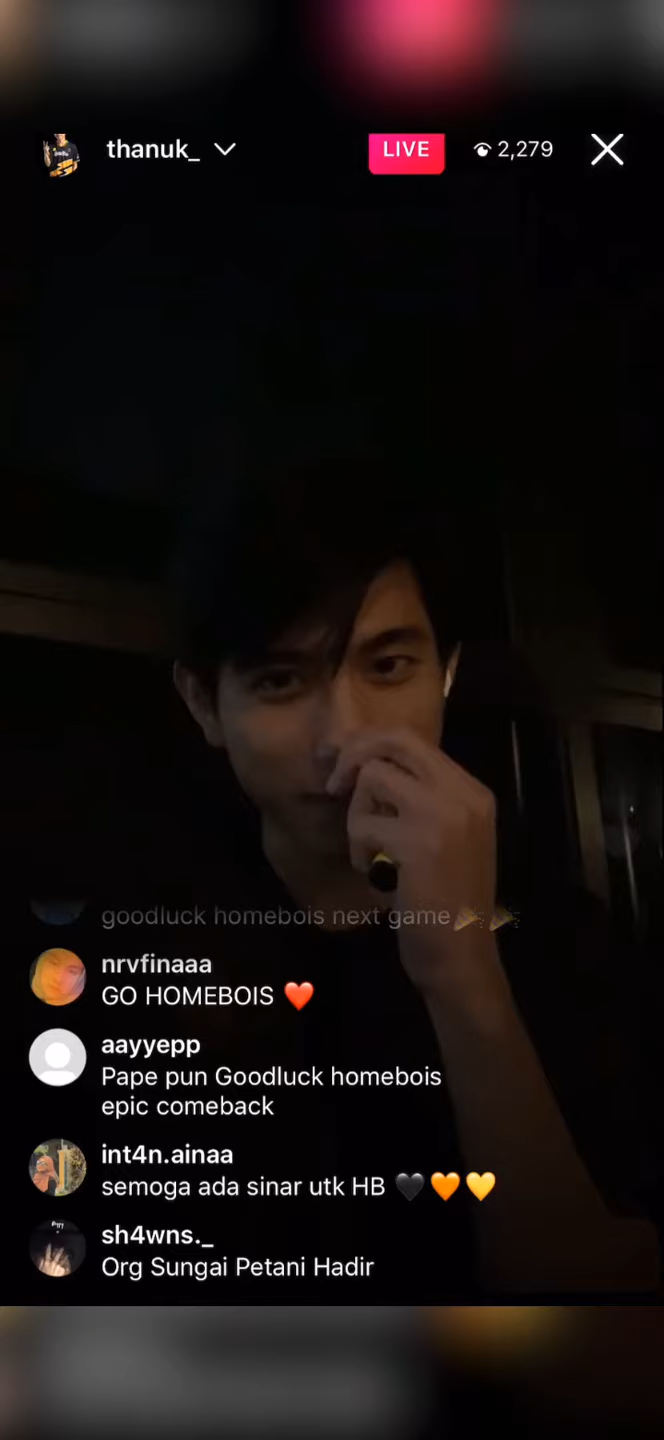 thanuk_
LIVE
2,279
goodluck homebois next game🎉🎉
nrvfinaaa
GO HOMEBOIS ❤️
aayyepp
Pape pun Goodluck homebois
epic comeback
int4n.ainaa
semoga ada sinar utk HB 🖤🧡💛
sh4wns._
Org Sungai Petani Hadir